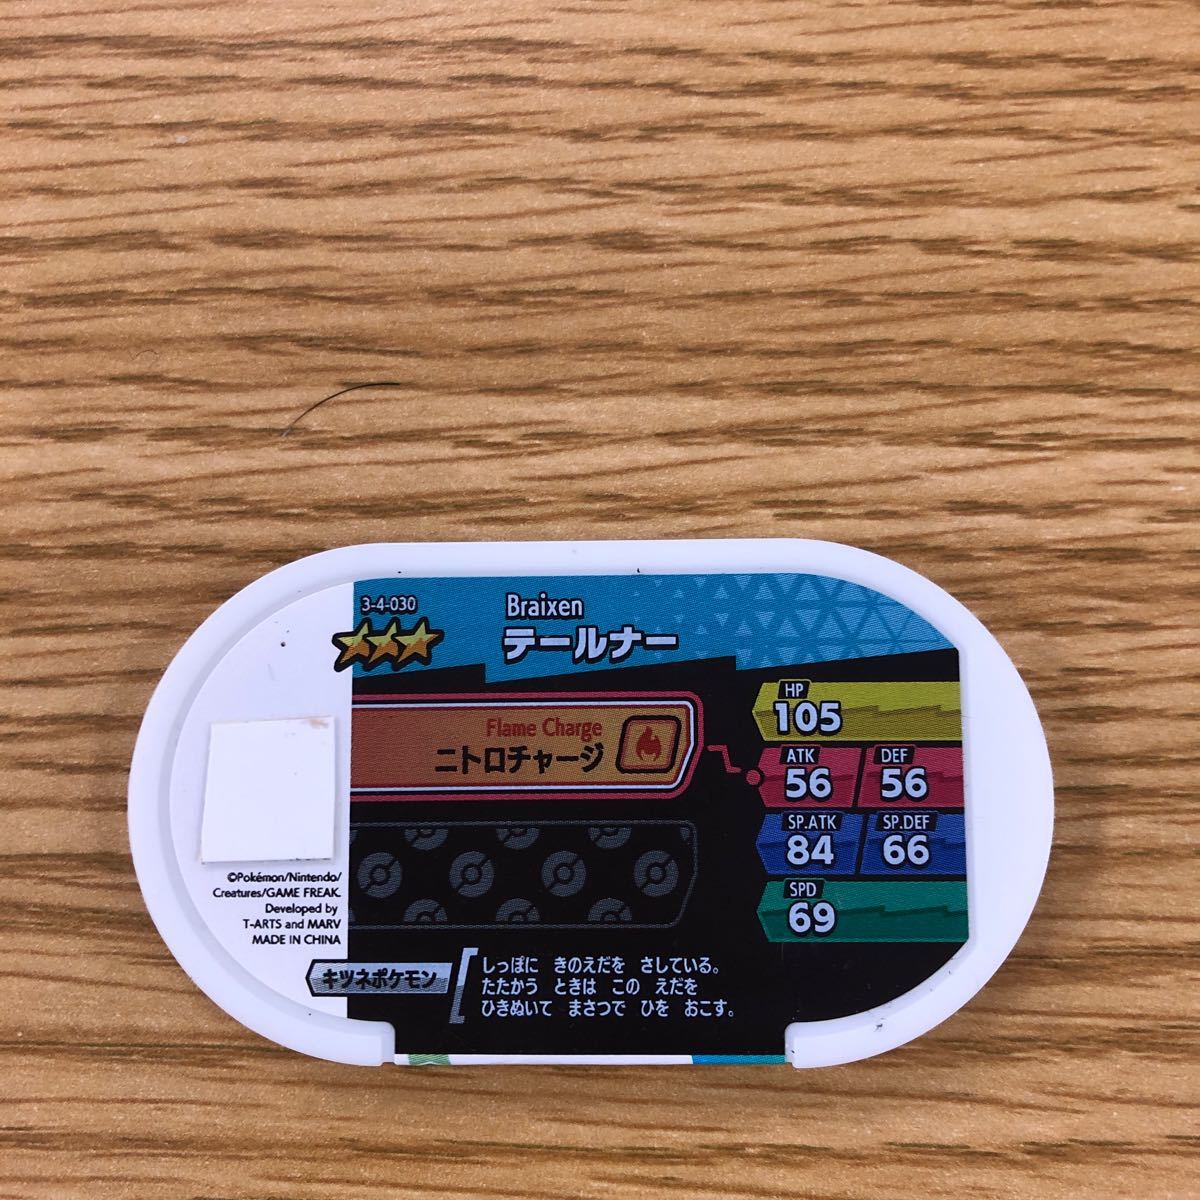 3-4-030
Braixen
テールナー
Flame Charge
ニトロチャージ
HP
105
ATK
56
DEF
56
SP.ATK
84
SP.DEF
66
SPD
69
©Pokémon/Nintendo/
Creatures/GAME FREAK.
Developed by
T-ARTS and MARV
MADE IN CHINA
キツネポケモン
しっぽに きのえだを さしている。
たたかう ときは この えだを
ひきぬいて まさつで ひを おこす。